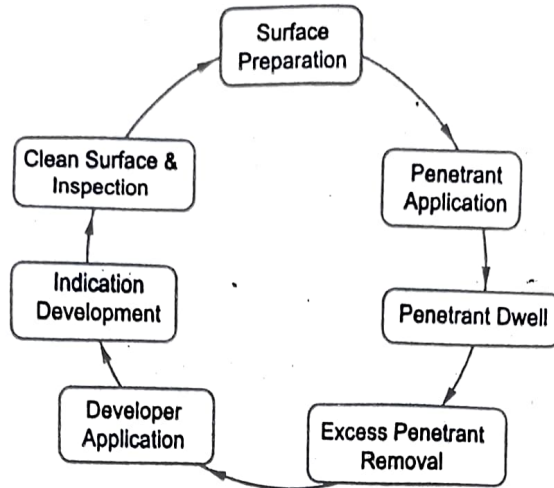 Surface
Preparation
Penetrant
Application
Penetrant Dwell
Excess Penetrant
Removal
Developer
Application
Indication
Development
Clean Surface &
Inspection